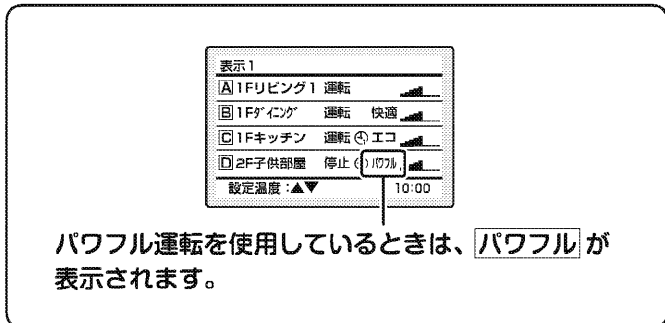 表示1
A 1Fリビング1 運転
B 1Fダイニング 運転 快適
C 1Fキッチン 運転 エコ
D 2F子供部屋 停止 パワフル
設定温度:▲▼ 10:00
パワフル運転を使用しているときは、パワフルが
表示されます。